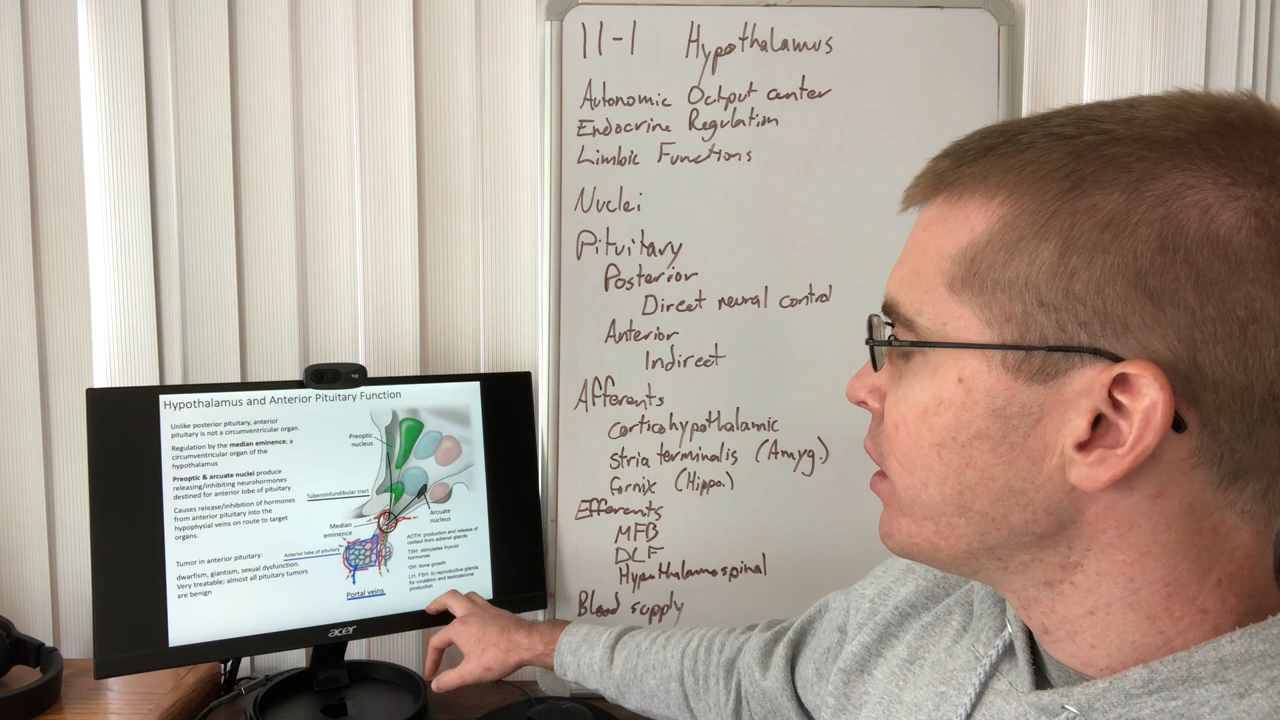 11-1 Hypothalamus
Autonomic Output center
Endocrine Regulation
Limbic Functions
Nuclei
Pituitary
Posterior
Direct neural control
Anterior
Indirect
Afferents
corticohypothalamic
stria terminalis (Amyg.)
fornix (Hippo.)
Efferents
MFB
DLF
Hypothalamospinal
Blood supply
Hypothalamus and Anterior Pituitary Function
Unlike posterior pituitary, anterior
pituitary is not a circumventricular organ.
Regulation by the median eminence; a
circumventricular organ of the
hypothalamus
Preoptic & arcuate nuclei produce
releasing/inhibiting neurohormones
destined for anterior lobe of pituitary
Causes release/inhibition of hormones
from anterior pituitary into the
hypophysial veins on route to target
organs.
Tumor in anterior pituitary:
dwarfism, giantism, sexual dysfunction.
Very treatable; almost all pituitary tumors
are benign
Preoptic
nucleus
Tuberoinfundibular tract
Median
eminence
Arcuate
nucleus
Anterior lobe of pituitary
Portal veins
ACTH: production and release of
cortisol from adrenal glands
TSH: stimulates thyroid
hormones
GH: bone growth
LH, FSH: to reproductive glands
for ovulation and testosterone
production
acer
logi